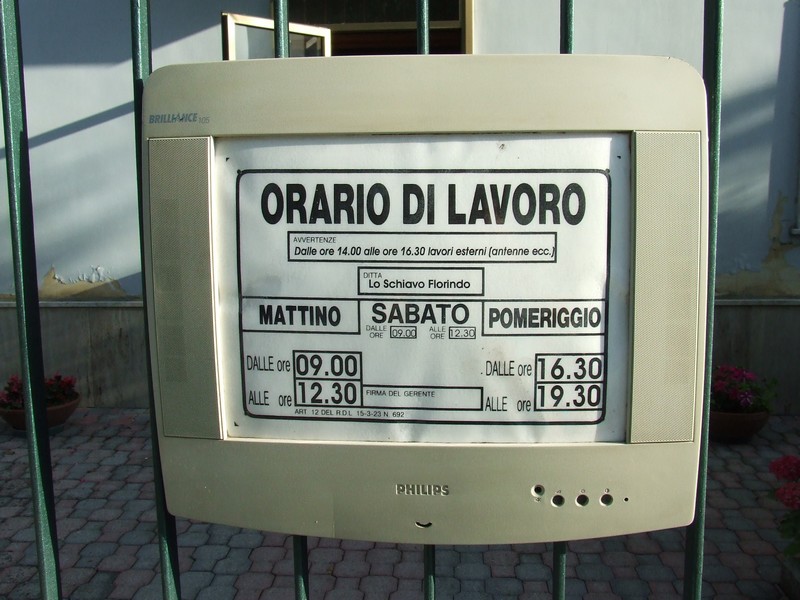 BRILLIANCE 105
ORARIO DI LAVORO
AVVERTENZE
Dalle ore 14.00 alle ore 16.30 lavori esterni (antenne ecc.)
DITTA
Lo Schiavo Florindo
MATTINO
SABATO
DALLE ORE 09.00 ALLE ORE 12.30
POMERIGGIO
DALLE ore 09.00
ALLE ore 12.30
FIRMA DEL GERENTE
DALLE ore 16.30
ALLE ore 19.30
ART 12 DEL R.D.L 15-3-23 N. 692
PHILIPS